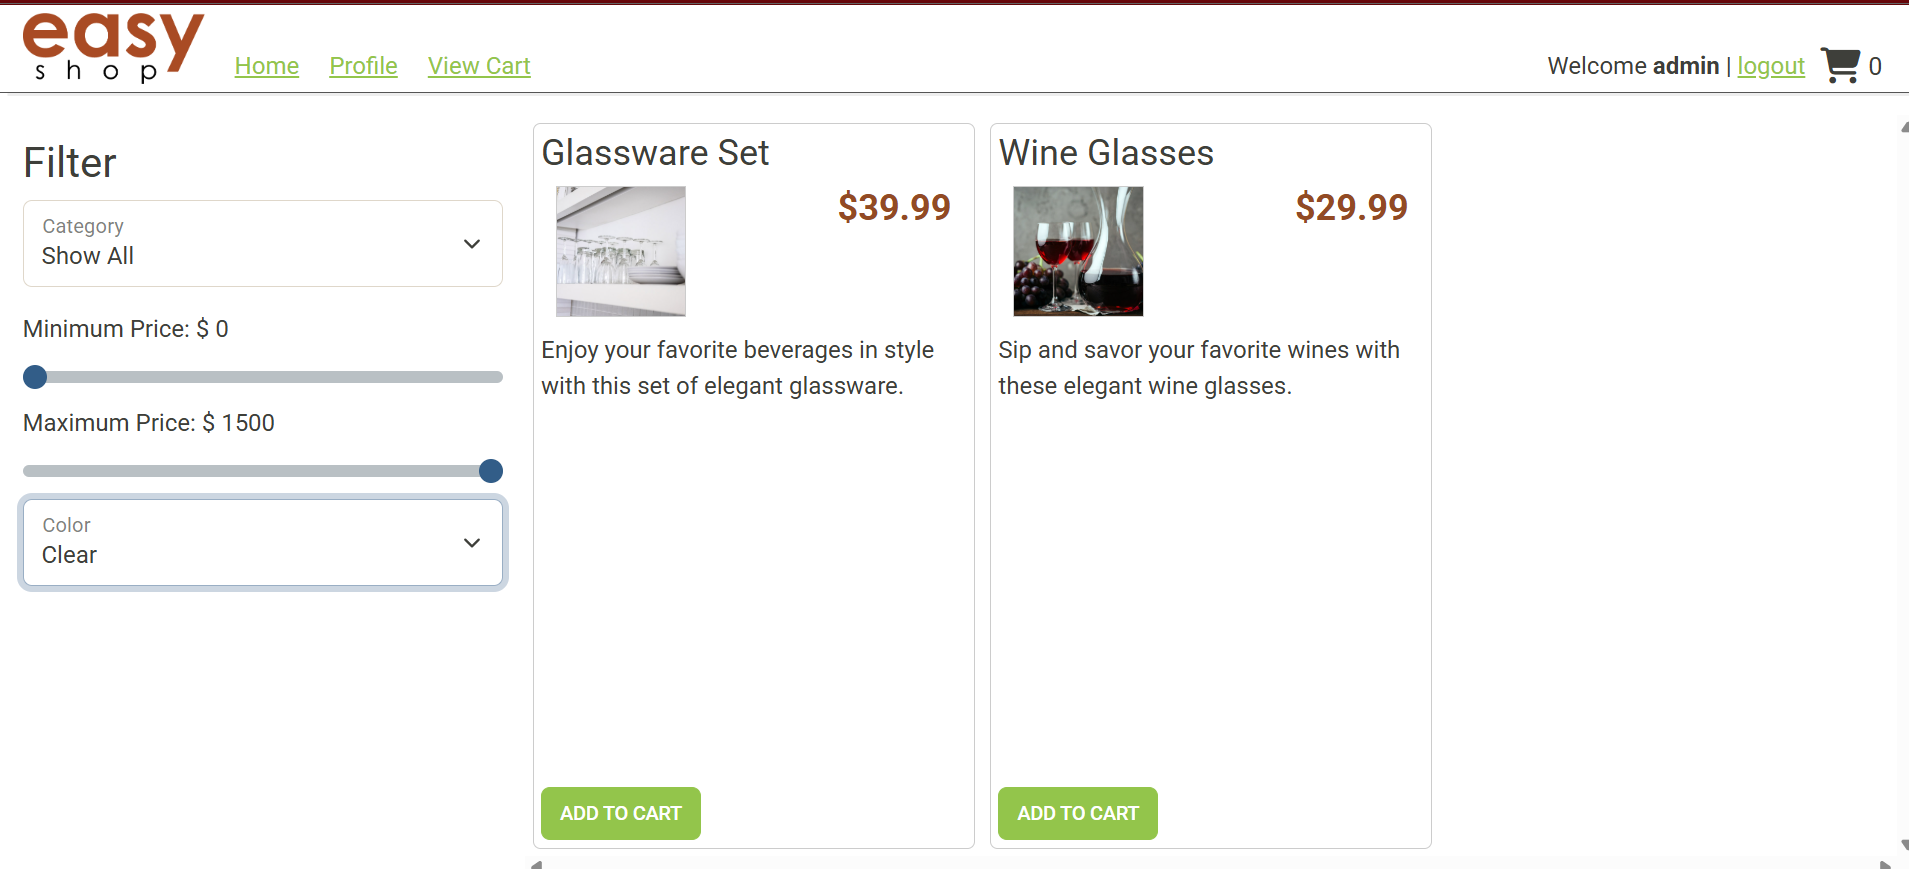 easy
shop
Home Profile View Cart
Welcome admin | logout 0
Filter
Category
Show All
Minimum Price: $ 0
Maximum Price: $ 1500
Color
Clear
Glassware Set
$39.99
Enjoy your favorite beverages in style
with this set of elegant glassware.
ADD TO CART
Wine Glasses
$29.99
Sip and savor your favorite wines with
these elegant wine glasses.
ADD TO CART